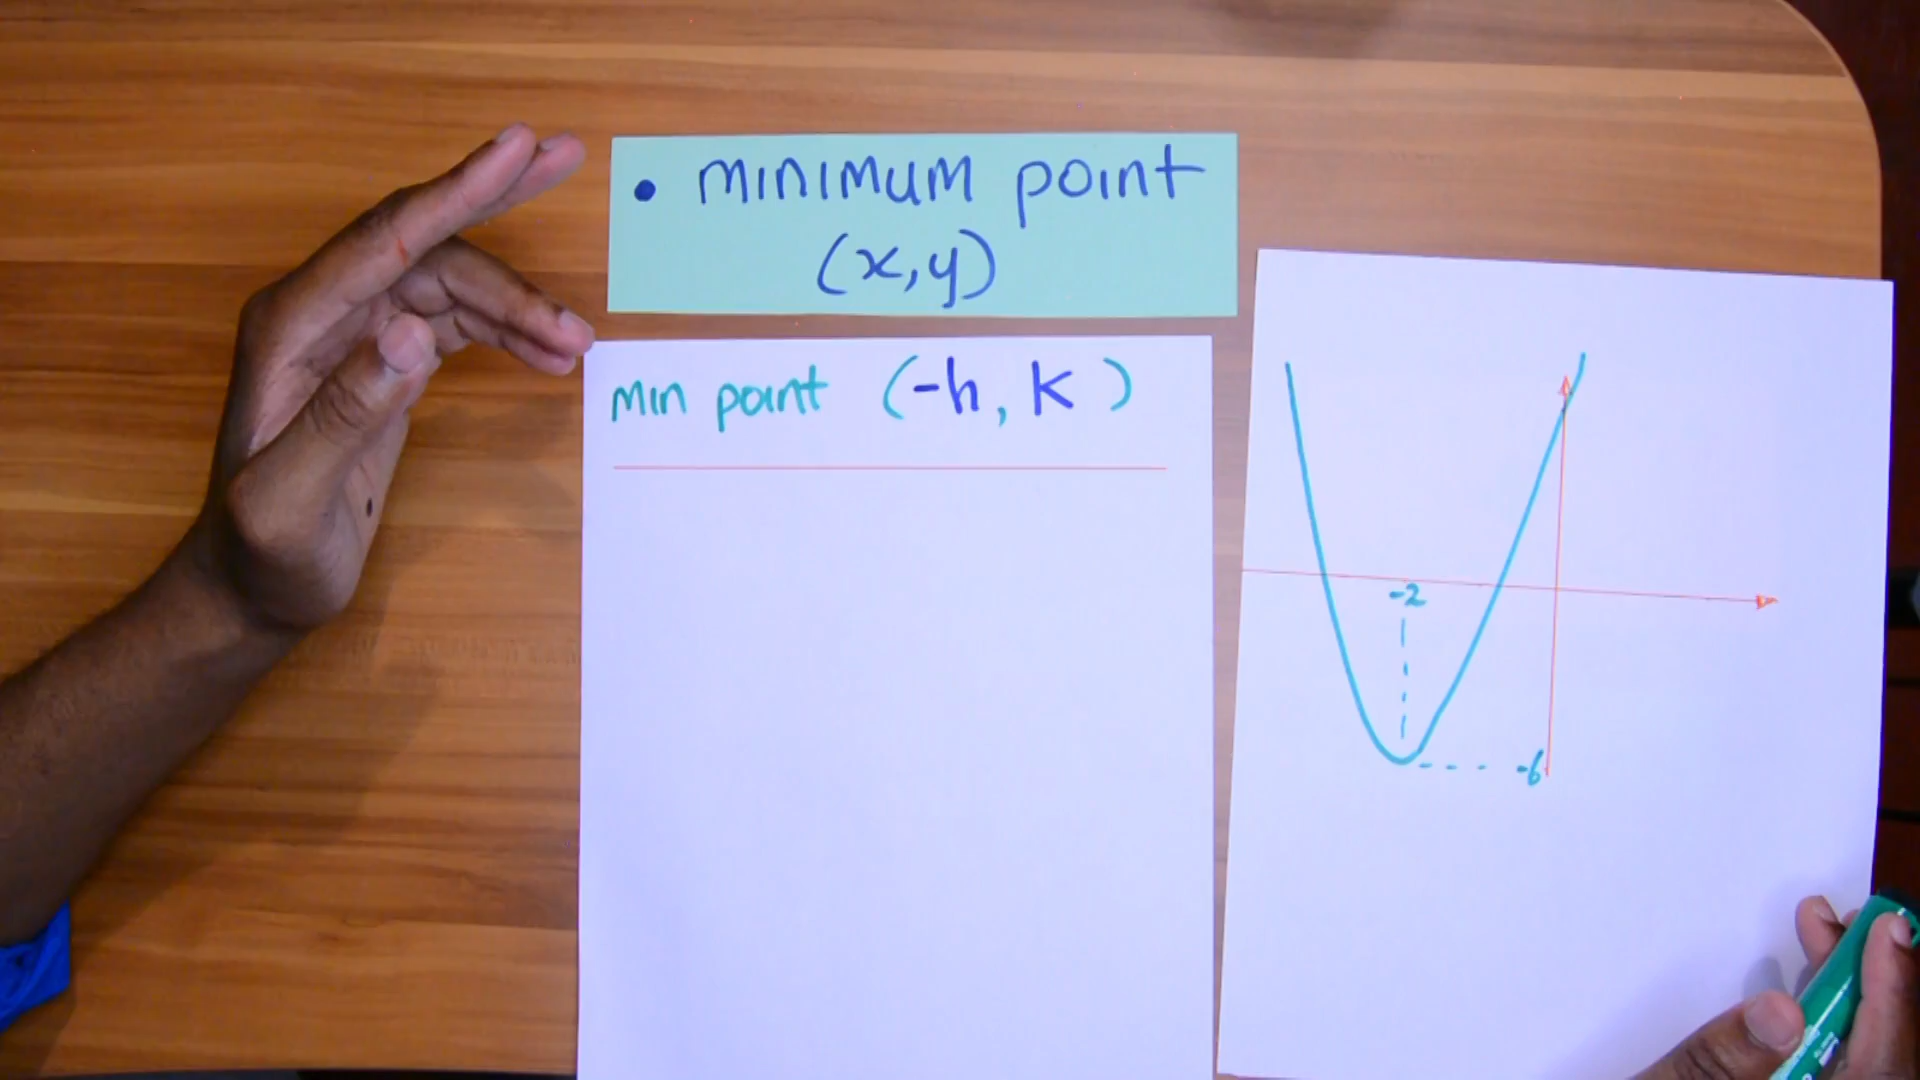 • minimum point
(x,y)
min point (-h, k)
-2
-6